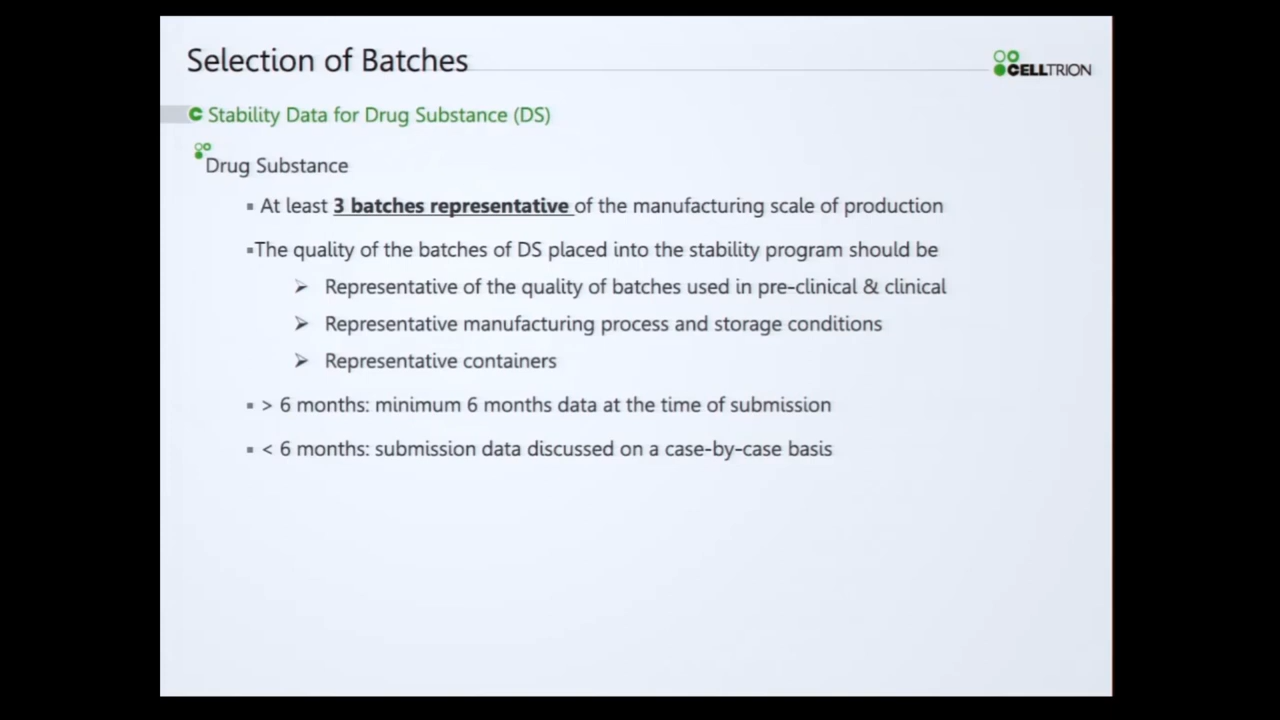 Selection of Batches
CELLTRION
Stability Data for Drug Substance (DS)
Drug Substance
▪ At least 3 batches representative of the manufacturing scale of production
▪The quality of the batches of DS placed into the stability program should be
➢ Representative of the quality of batches used in pre-clinical & clinical
➢ Representative manufacturing process and storage conditions
➢ Representative containers
▪ > 6 months: minimum 6 months data at the time of submission
▪ < 6 months: submission data discussed on a case-by-case basis